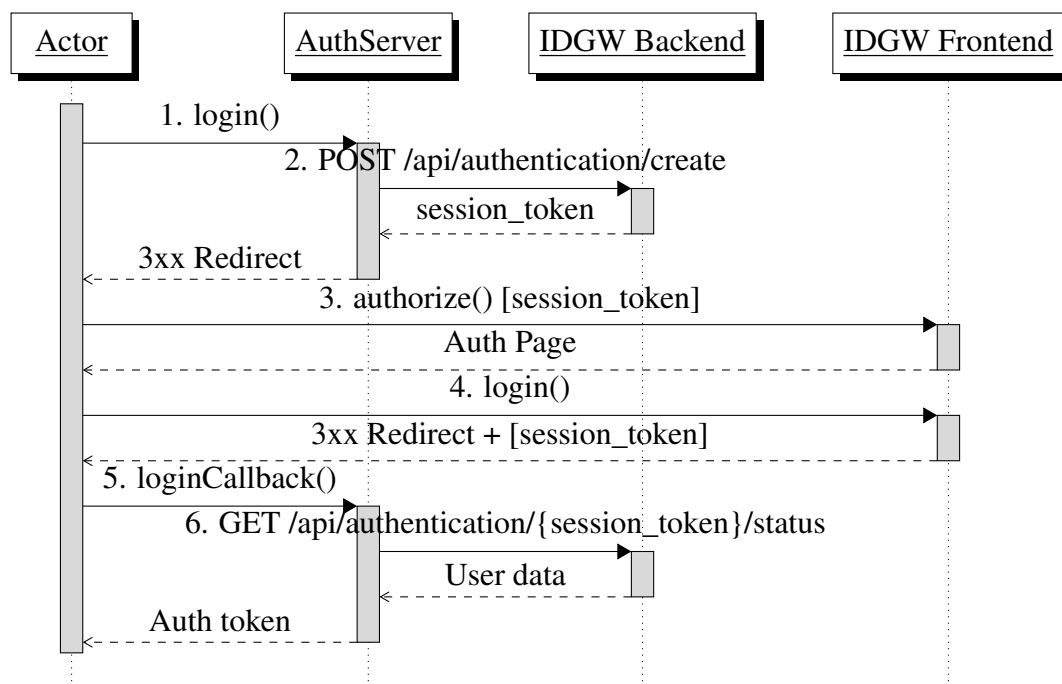 Actor
AuthServer
IDGW Backend
IDGW Frontend
1. login()
2. POST /api/authentication/create
session_token
3xx Redirect
3. authorize() [session_token]
Auth Page
4. login()
3xx Redirect + [session_token]
5. loginCallback()
6. GET /api/authentication/{session_token}/status
User data
Auth token